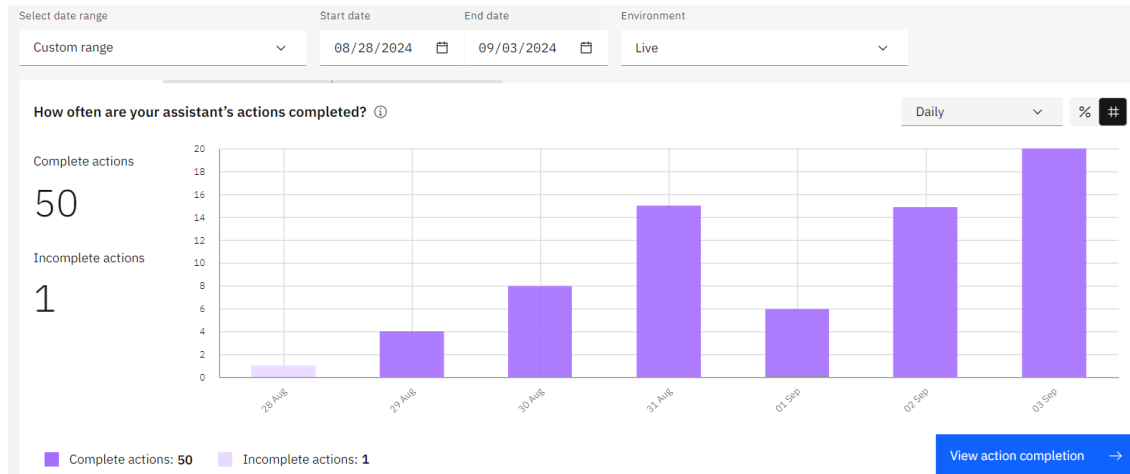 Select date range Start date End date Environment
Custom range 08/28/2024 09/03/2024 Live
How often are your assistant's actions completed? Daily % #
Complete actions
50
Incomplete actions
1
20
18
16
14
12
10
8
6
4
2
0
28 Aug 29 Aug 30 Aug 31 Aug 01 Sep 02 Sep 03 Sep
Complete actions: 50 Incomplete actions: 1
View action completion →